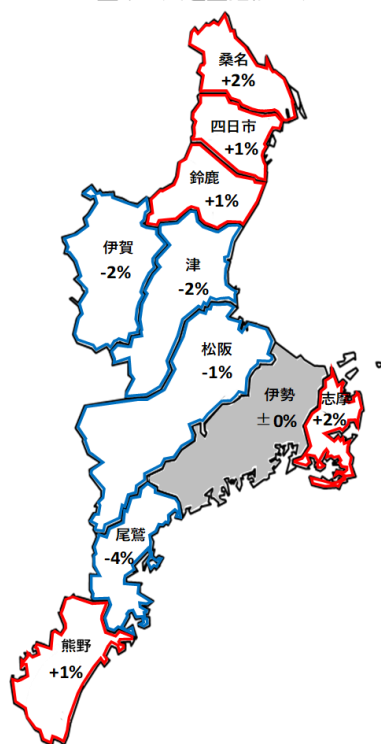 桑名
+2%
四日市
+1%
鈴鹿
+1%
伊賀
-2%
津
-2%
松阪
-1%
伊勢
±0%
志摩
+2%
尾鷲
-4%
熊野
+1%